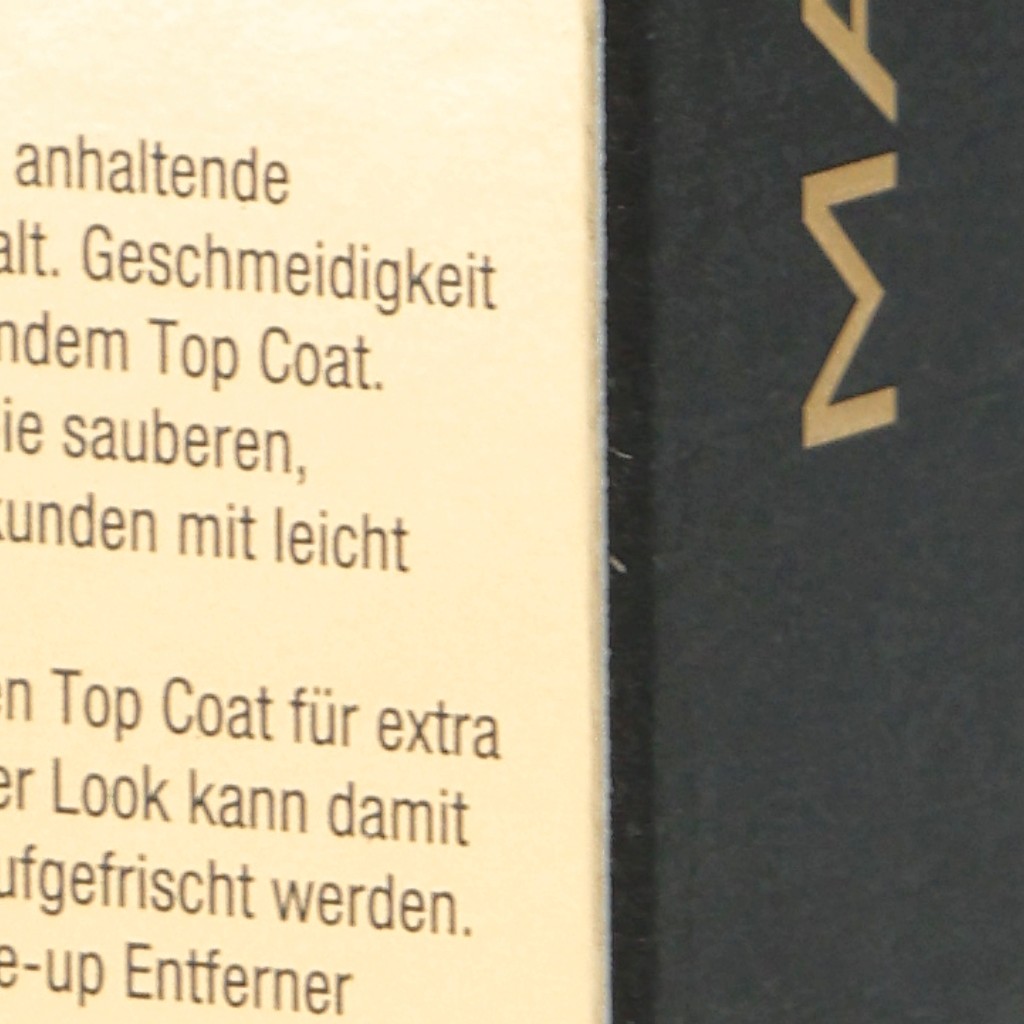 anhaltende
alt. Geschmeidigkeit
ndem Top Coat.
ie sauberen,
kunden mit leicht
en Top Coat für extra
er Look kann damit
ufgefrischt werden.
e-up Entferner
MA